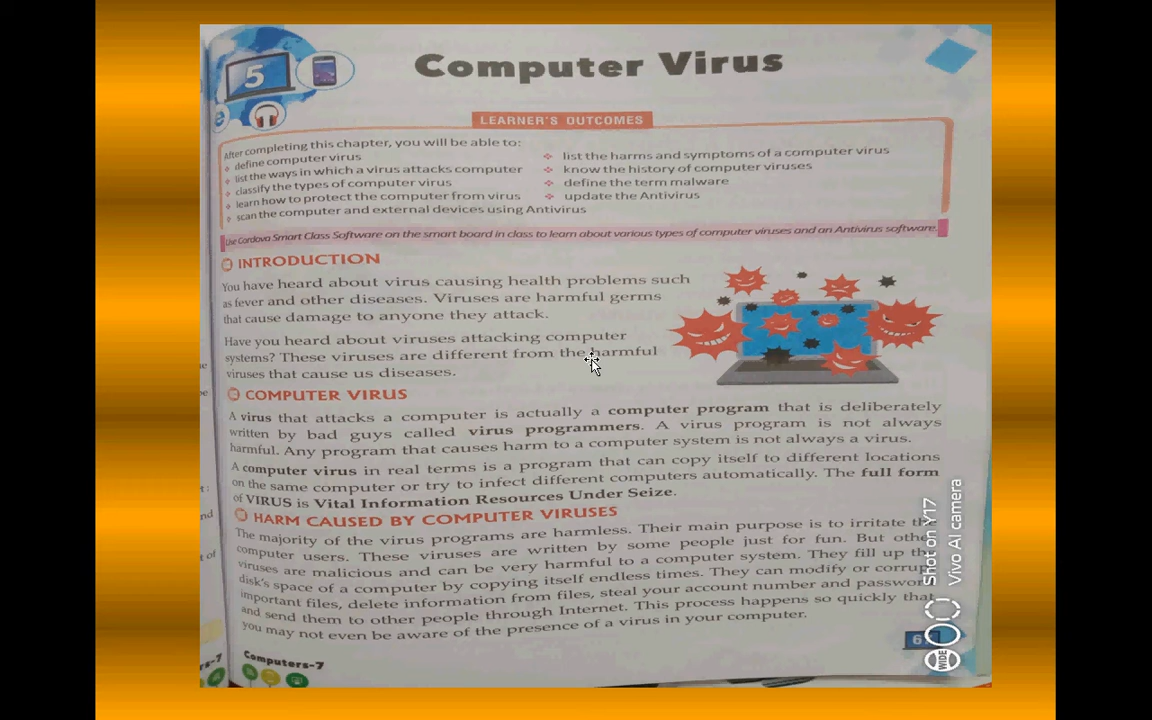 5
Computer Virus
LEARNER'S OUTCOMES
After completing this chapter, you will be able to:
define computer virus
list the ways in which a virus attacks computer
classify the types of computer virus
learn how to protect the computer from virus
scan the computer and external devices using Antivirus
list the harms and symptoms of a computer virus
know the history of computer viruses
define the term malware
update the Antivirus
Use Cordova Smart Class Software on the smart board in class to learn about various types of computer viruses and an Antivirus software.
INTRODUCTION
You have heard about virus causing health problems such
as fever and other diseases. Viruses are harmful germs
that cause damage to anyone they attack.
Have you heard about viruses attacking computer
systems? These viruses are different from the harmful
viruses that cause us diseases.
COMPUTER VIRUS
A virus that attacks a computer is actually a computer program that is deliberately
written by bad guys called virus programmers. A virus program is not always
harmful. Any program that causes harm to a computer system is not always a virus.
A computer virus in real terms is a program that can copy itself to different locations
on the same computer or try to infect different computers automatically. The full form
of VIRUS is Vital Information Resources Under Seize.
HARM CAUSED BY COMPUTER VIRUSES
The majority of the virus programs are harmless. Their main purpose is to irritate the
computer users. These viruses are written by some people just for fun. But other
viruses are malicious and can be very harmful to a computer system. They fill up the
disk's space of a computer by copying itself endless times. They can modify or corrupt
important files, delete information from files, steal your account number and password
and send them to other people through Internet. This process happens so quickly that
you may not even be aware of the presence of a virus in your computer.
Computers-7
Shot on Y17
Vivo AI camera
WIDE